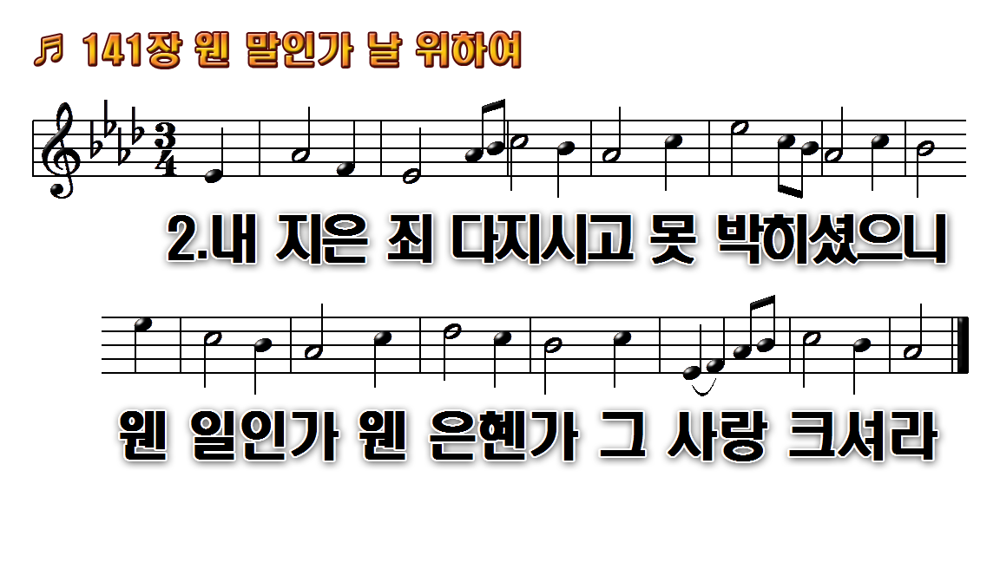 ♬ 141장 웬 말인가 날 위하여
3
4
2.내 지은 죄 다지시고 못 박히셨으니
웬 일인가 웬 은혠가 그 사랑 크셔라